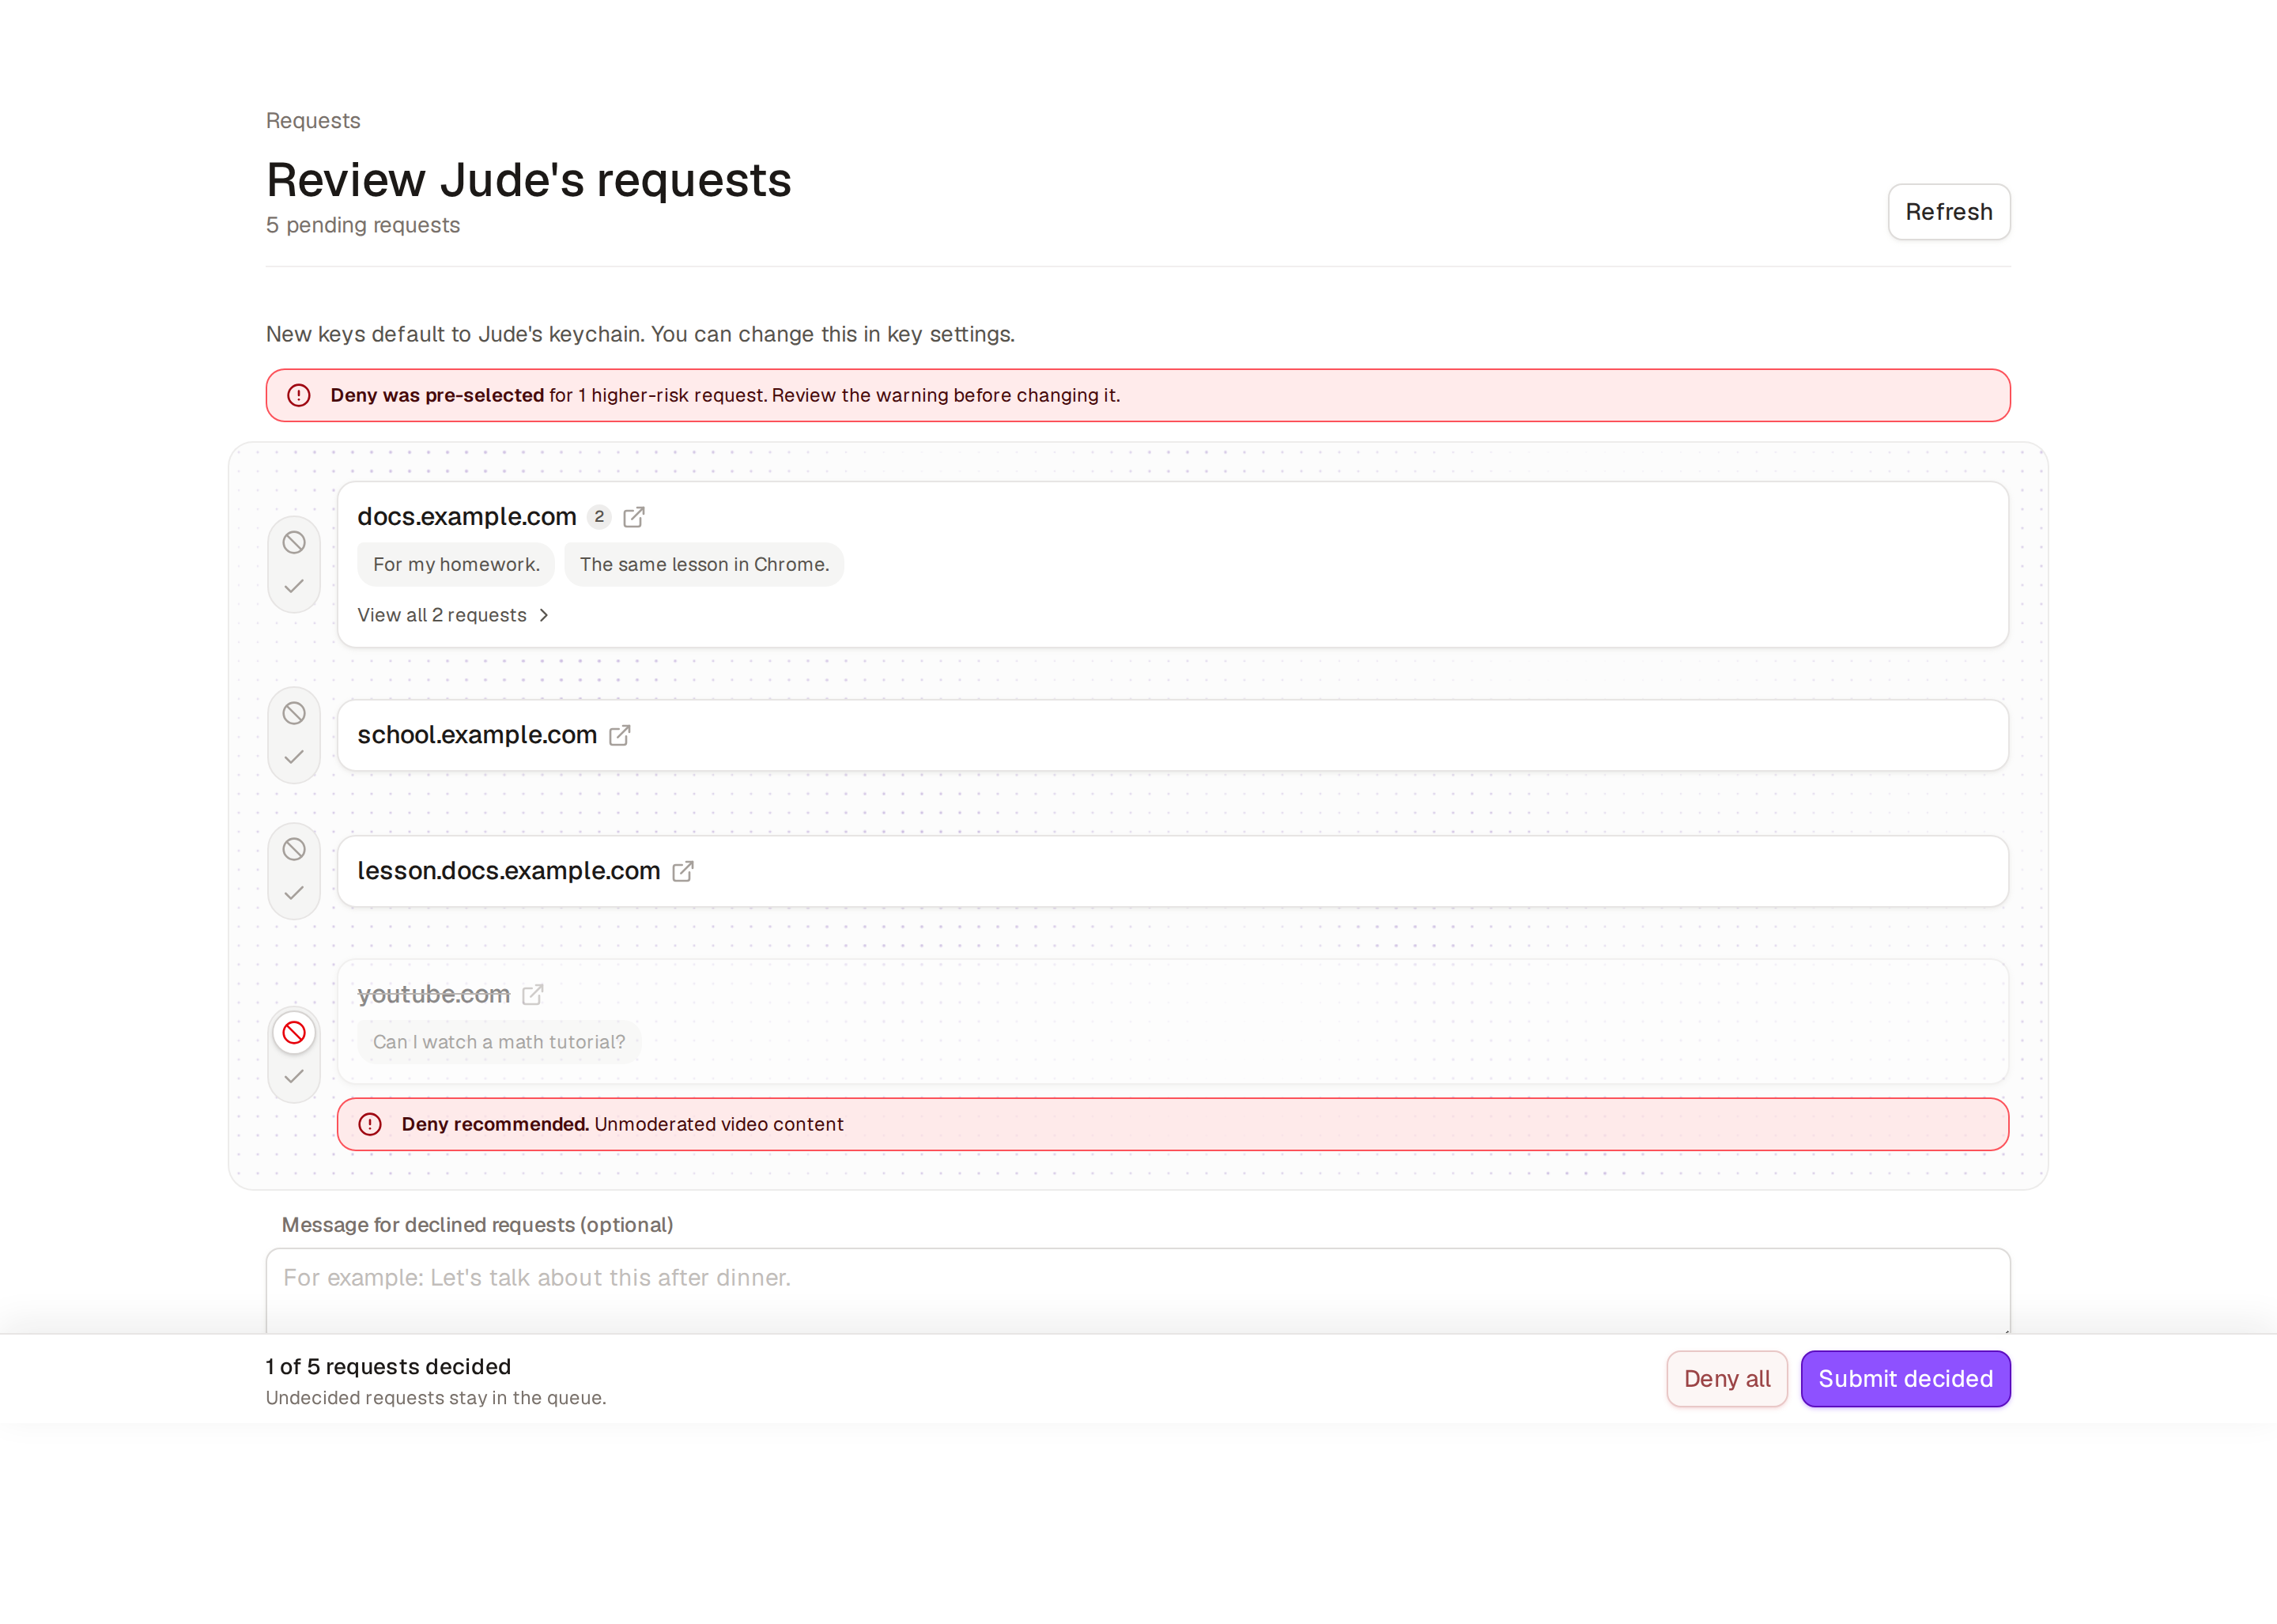 Requests
Review Jude's requests
5 pending requests
Refresh
New keys default to Jude's keychain. You can change this in key settings.
Deny was pre-selected for 1 higher-risk request. Review the warning before changing it.
docs.example.com 2
For my homework. The same lesson in Chrome.
View all 2 requests
school.example.com
lesson.docs.example.com
youtube.com
Can I watch a math tutorial?
Deny recommended. Unmoderated video content
Message for declined requests (optional)
For example: Let's talk about this after dinner.
1 of 5 requests decided
Undecided requests stay in the queue.
Deny all
Submit decided